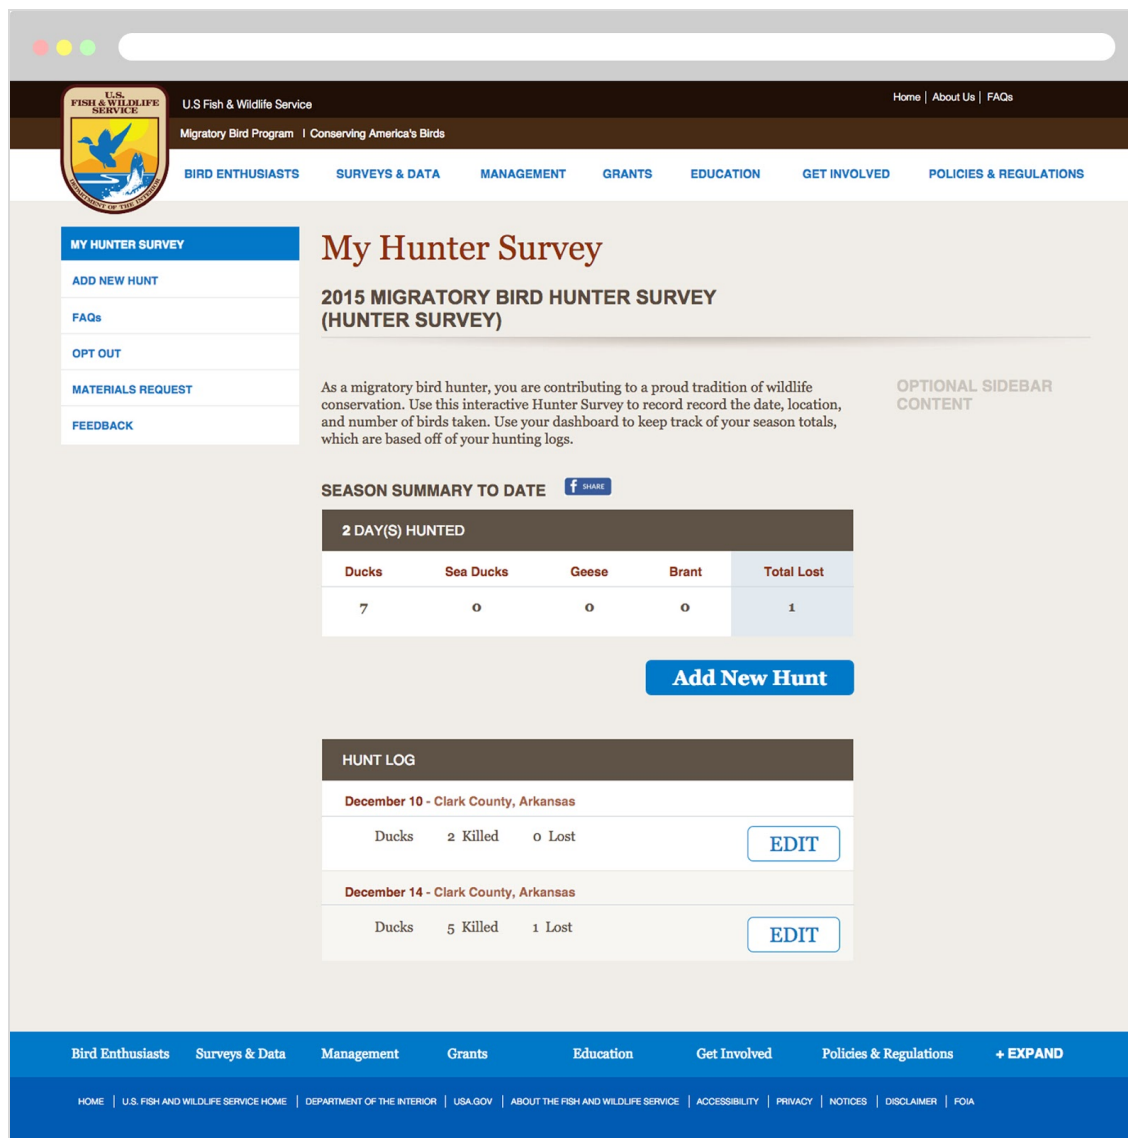 U.S.
FISH & WILDLIFE
SERVICE
DEPARTMENT OF THE INTERIOR
U.S Fish & Wildlife Service
Home | About Us | FAQs
Migratory Bird Program | Conserving America's Birds
BIRD ENTHUSIASTS SURVEYS & DATA MANAGEMENT GRANTS EDUCATION GET INVOLVED POLICIES & REGULATIONS
MY HUNTER SURVEY
ADD NEW HUNT
FAQs
OPT OUT
MATERIALS REQUEST
FEEDBACK
My Hunter Survey
2015 MIGRATORY BIRD HUNTER SURVEY
(HUNTER SURVEY)
As a migratory bird hunter, you are contributing to a proud tradition of wildlife
conservation. Use this interactive Hunter Survey to record record the date, location,
and number of birds taken. Use your dashboard to keep track of your season totals,
which are based off of your hunting logs.
OPTIONAL SIDEBAR
CONTENT
SEASON SUMMARY TO DATE f SHARE
2 DAY(S) HUNTED
Ducks Sea Ducks Geese Brant Total Lost
7 0 0 0 1
Add New Hunt
HUNT LOG
December 10 - Clark County, Arkansas
Ducks 2 Killed 0 Lost EDIT
December 14 - Clark County, Arkansas
Ducks 5 Killed 1 Lost EDIT
Bird Enthusiasts Surveys & Data Management Grants Education Get Involved Policies & Regulations + EXPAND
HOME | U.S. FISH AND WILDLIFE SERVICE HOME | DEPARTMENT OF THE INTERIOR | USA.GOV | ABOUT THE FISH AND WILDLIFE SERVICE | ACCESSIBILITY | PRIVACY | NOTICES | DISCLAIMER | FOIA